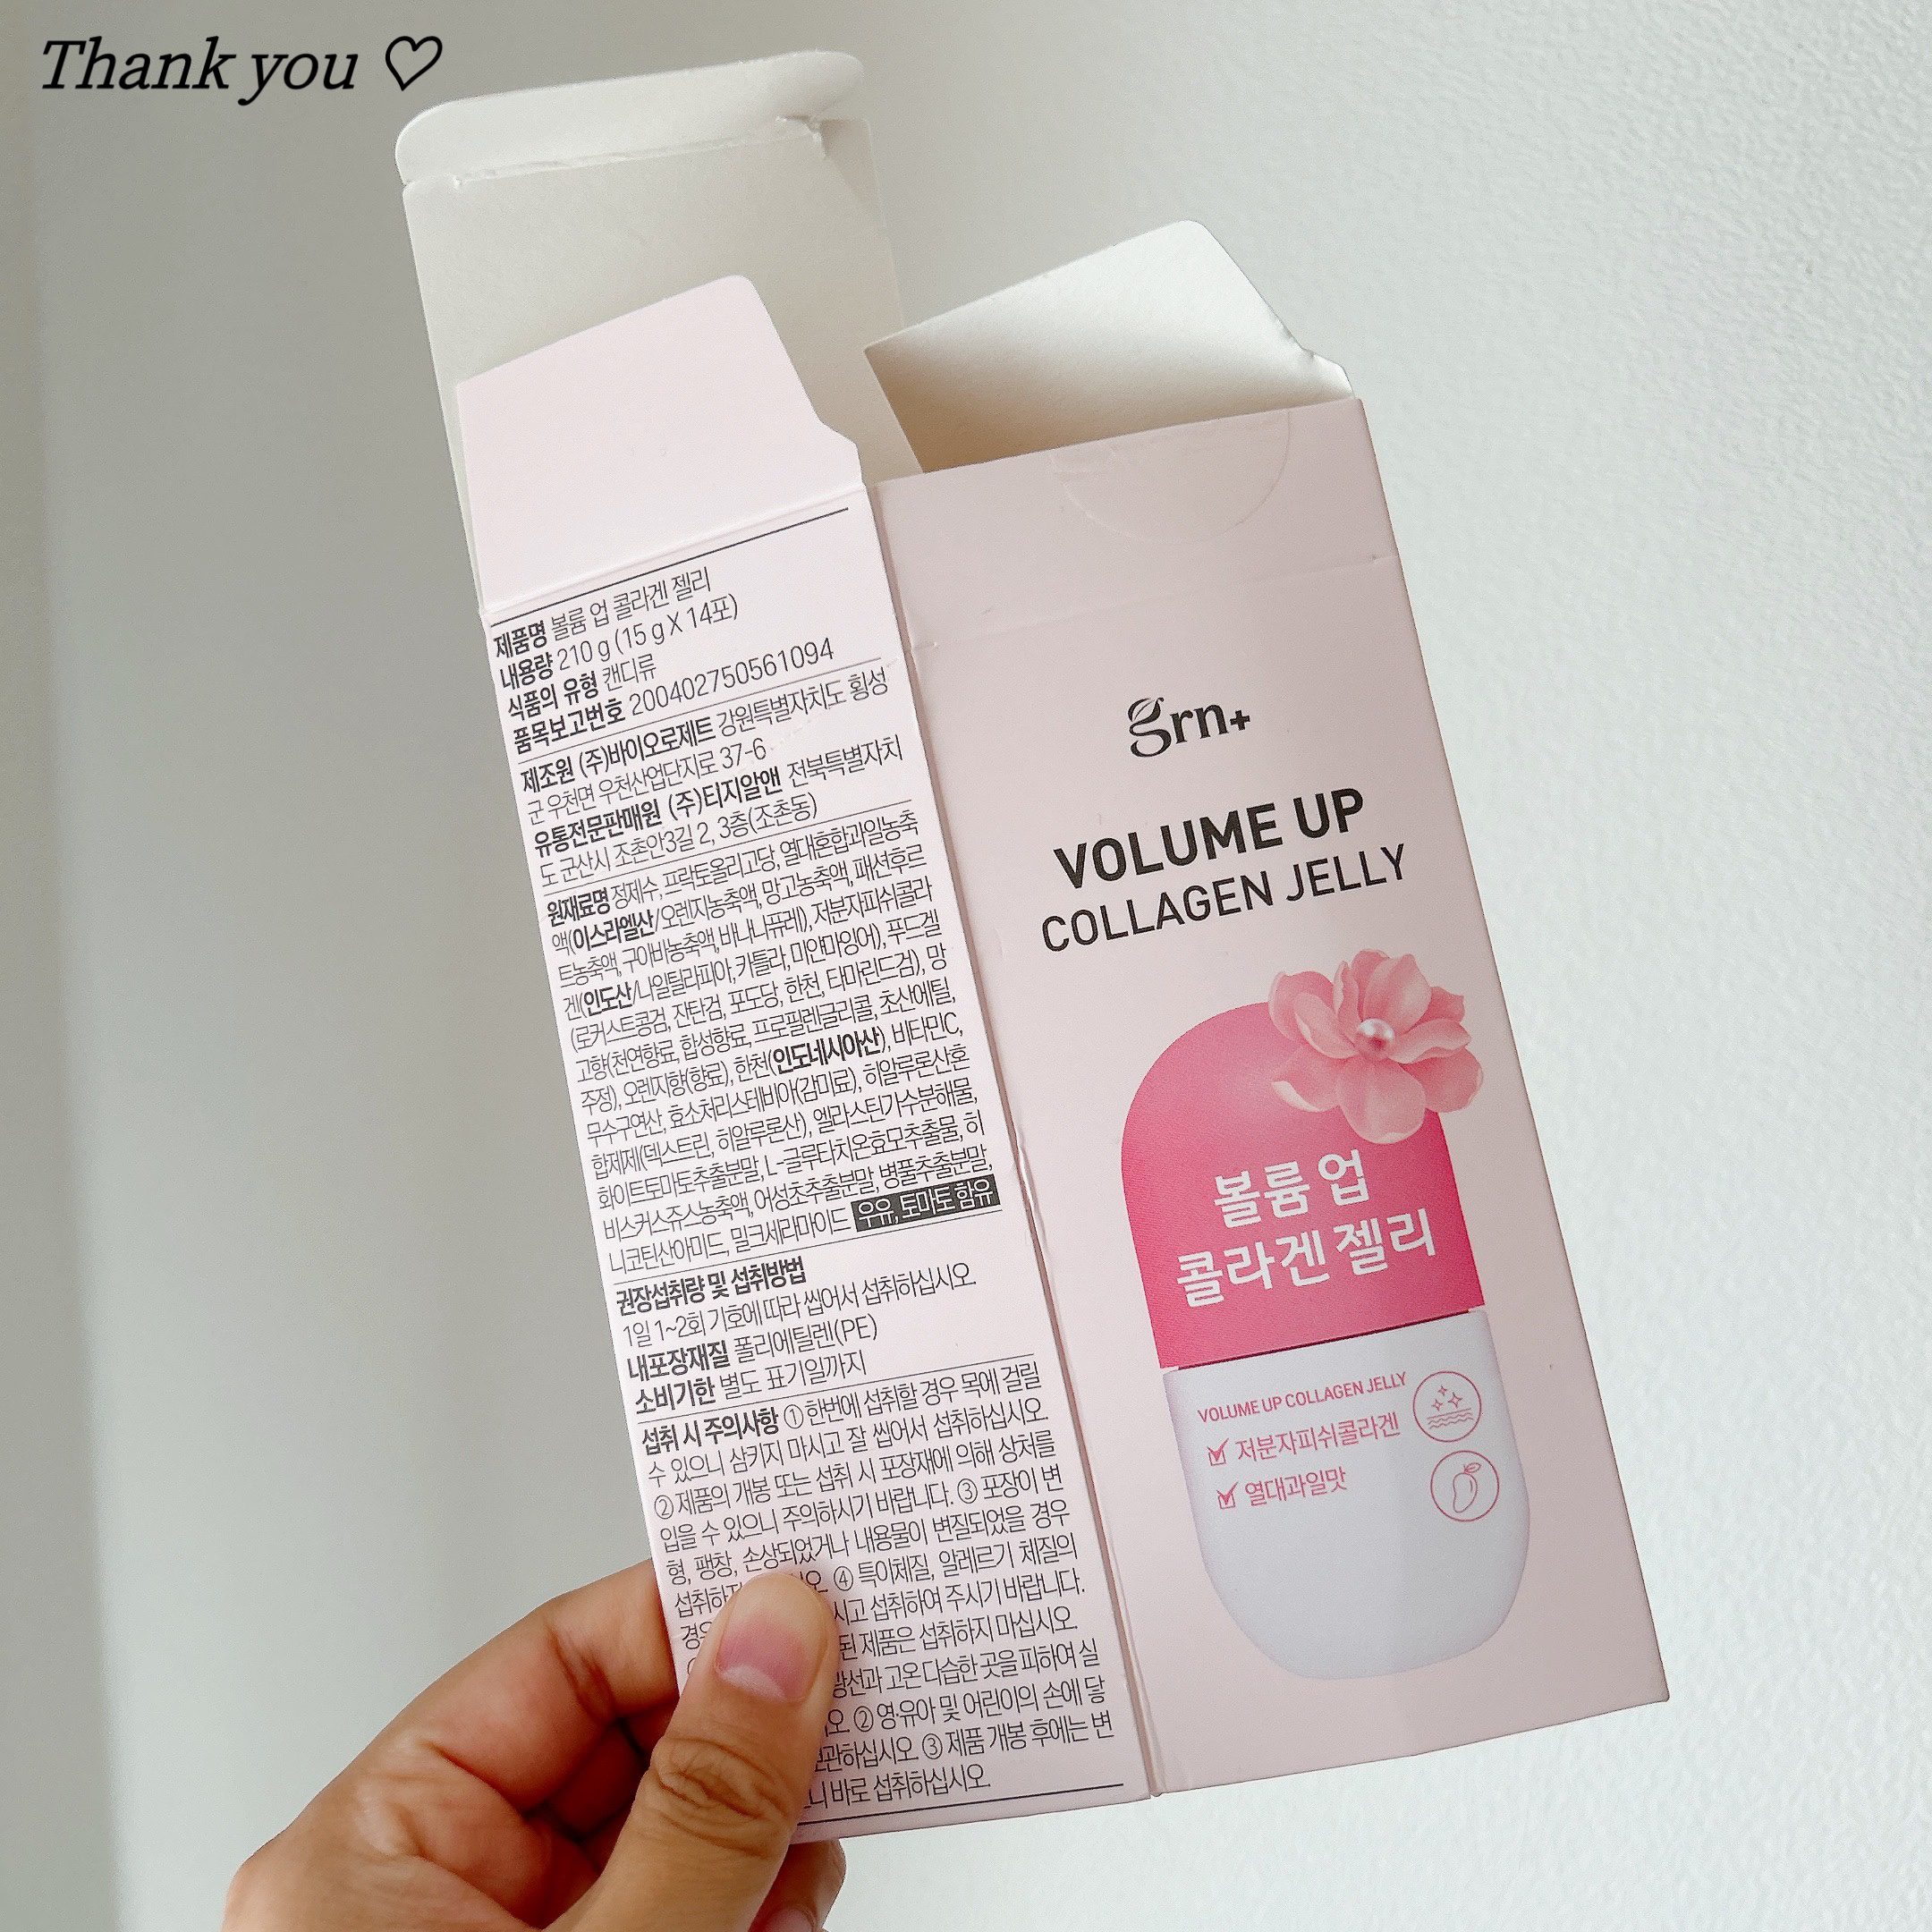 Thank you ♡
제품명 볼륨 업 콜라겐 젤리
내용량 210 g (15 g X 14포)
식품의 유형 캔디류
품목보고번호 200402750561094
제조원 (주)바이오로제트 강원특별자치도 횡성
군 우천면 우천산업단지로 37-6
유통전문판매원 (주)티지알앤 전북특별자치
도 군산시 조촌안3길 2, 3층(조촌동)
원재료명 정제수, 프락토올리고당, 열대혼합과일농축
액(이스라엘산/오렌지농축액, 망고농축액, 패션후르
트농축액, 구아바농축액, 바나나퓨레), 저분자피쉬콜라
겐(인도산/나일틸라피아, 카틀라, 미얀마잉어), 푸드겔
(로커스트콩검, 잔탄검, 포도당, 한천, 타마린드검), 망
고향(천연향료, 합성향료, 프로필렌글리콜, 초산에틸,
주정), 오렌지향(향료), 한천(인도네시아산), 비타민C,
무수구연산, 효소처리스테비아(감미료), 히알루론산혼
합제제(덱스트린, 히알루론산), 엘라스틴가수분해물,
화이트토마토추출분말, L-글루타치온효모추출물, 히
비스커스쥬스농축액, 어성초추출분말, 병풀추출분말,
니코틴산아미드, 밀크세라마이드 우유, 토마토 함유
권장섭취량 및 섭취방법
1일 1~2회 기호에 따라 씹어서 섭취하십시오.
내포장재질 폴리에틸렌(PE)
소비기한 별도 표기일까지
섭취 시 주의사항 ① 한번에 섭취할 경우 목에 걸릴
수 있으니 삼키지 마시고 잘 씹어서 섭취하십시오.
② 제품의 개봉 또는 섭취 시 포장재에 의해 상처를
입을 수 있으니 주의하시기 바랍니다. ③ 포장이 변
형, 팽창, 손상되었거나 내용물이 변질되었을 경우
④ 특이체질, 알레르기 체질의
섭취하여 주시기 바랍니다.
제품은 섭취하지 마십시오.
고온 다습한 곳을 피하여 실
② 영·유아 및 어린이의 손에 닿
③ 제품 개봉 후에는 변
바로 섭취하십시오.
grn+
VOLUME UP
COLLAGEN JELLY
볼륨 업
콜라겐 젤리
VOLUME UP COLLAGEN JELLY
저분자피쉬콜라겐
열대과일맛